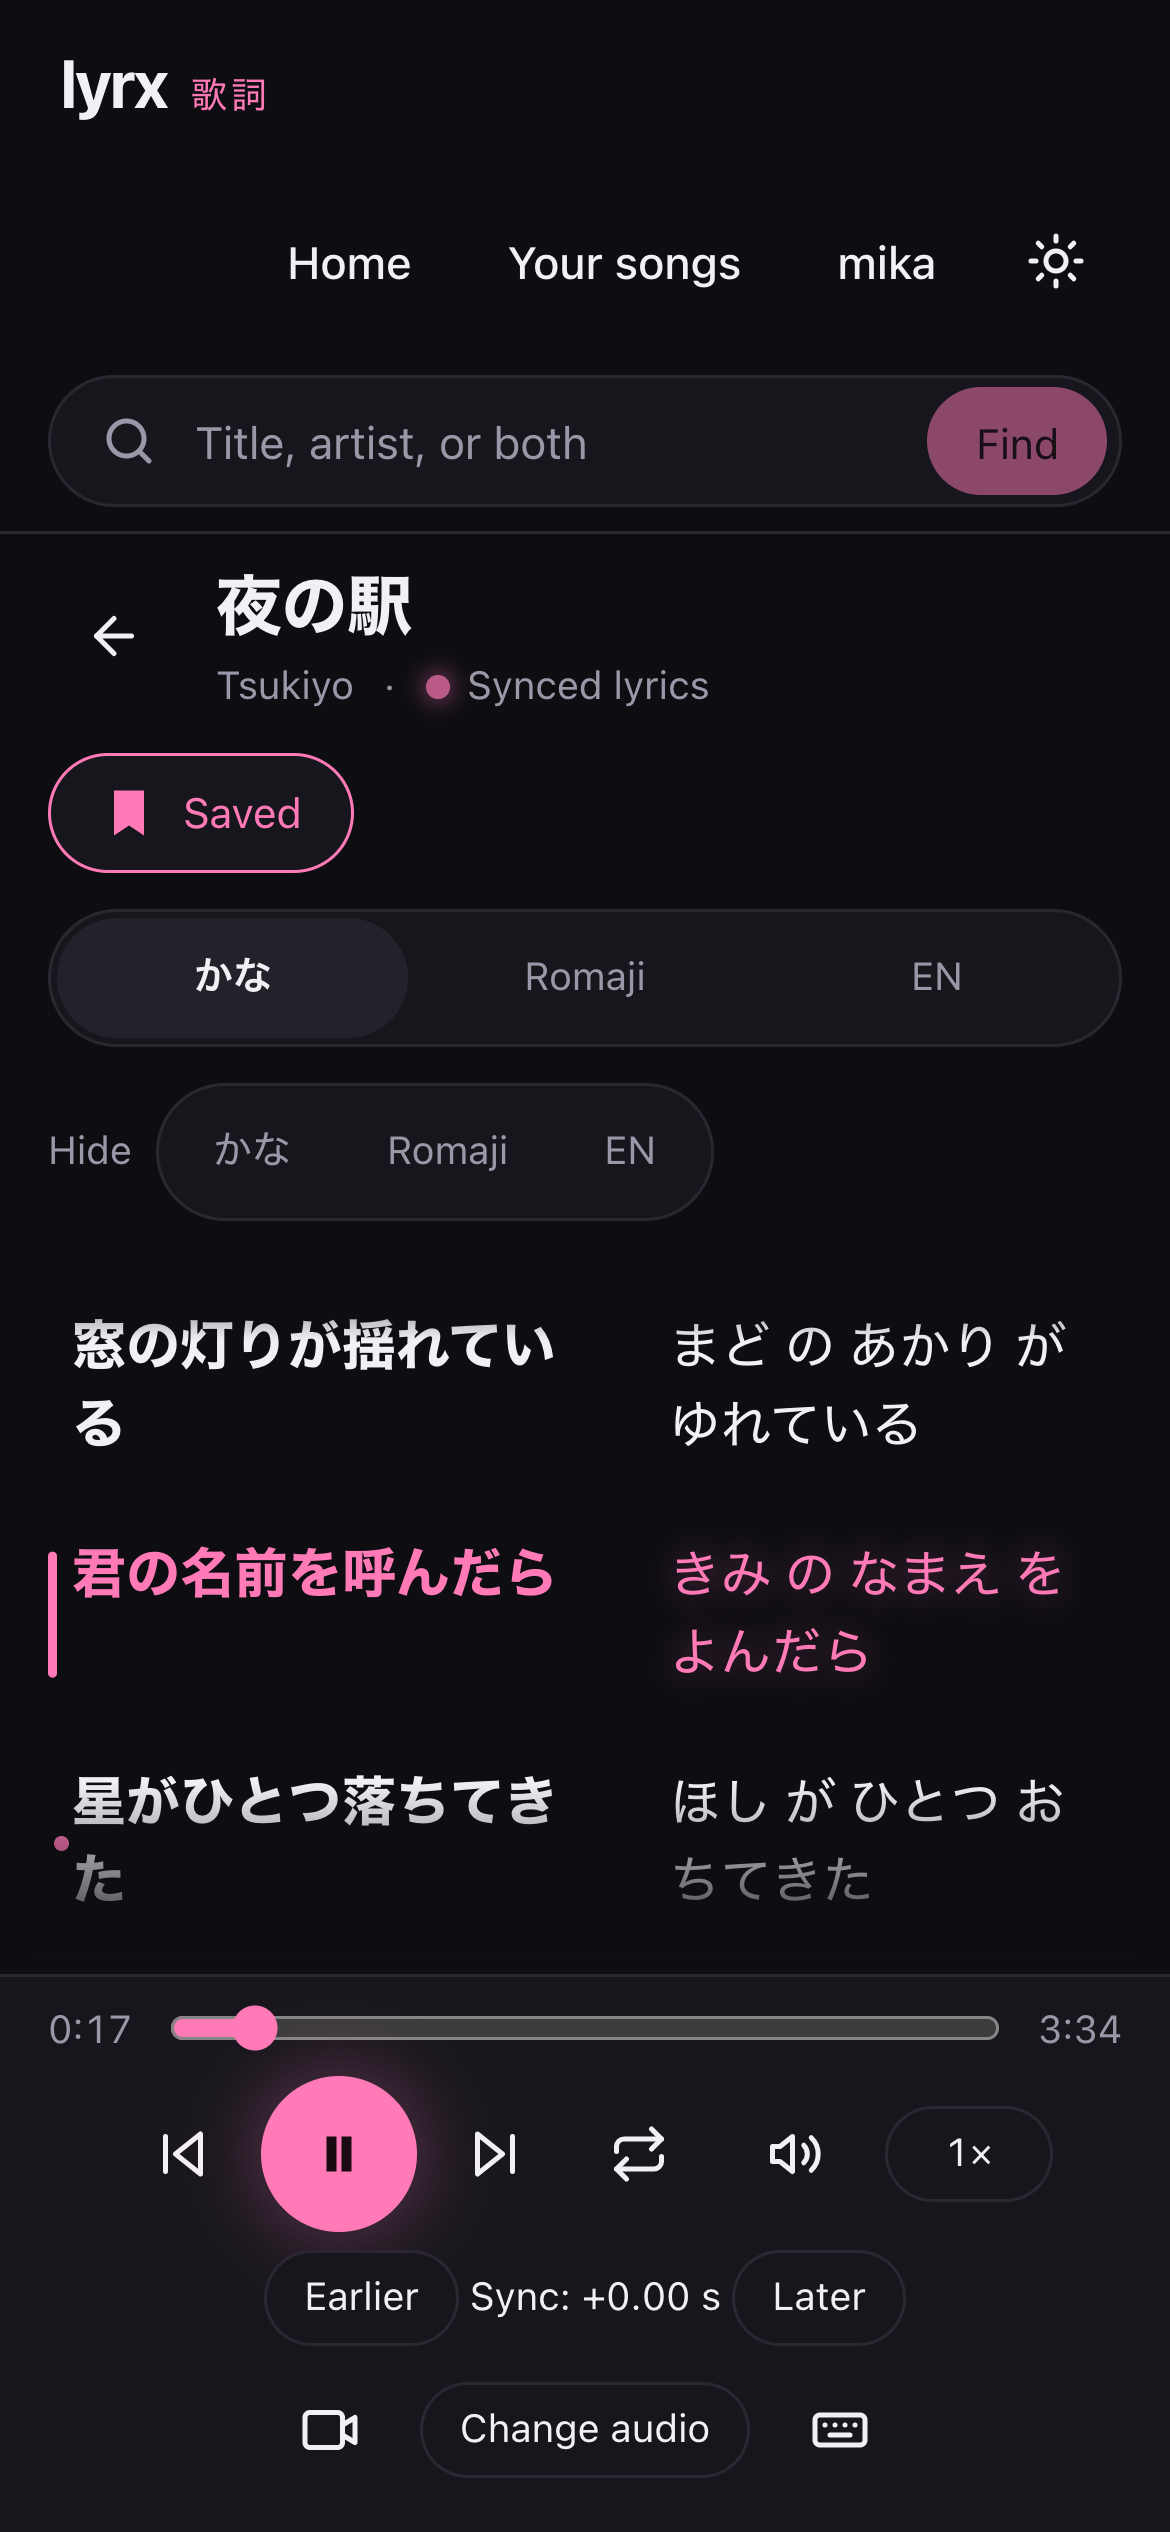 lyrx 歌詞
Home Your songs mika
Title, artist, or both Find
夜の駅
Tsukiyo · Synced lyrics
Saved
かな Romaji EN
Hide かな Romaji EN
窓の灯りが揺れてい
る
まど の あかり が
ゆれている
君の名前を呼んだら
きみ の なまえ を
よんだら
星がひとつ落ちてき
た
ほし が ひとつ お
ちてきた
0:17 3:34
1×
Earlier Sync: +0.00 s Later
Change audio